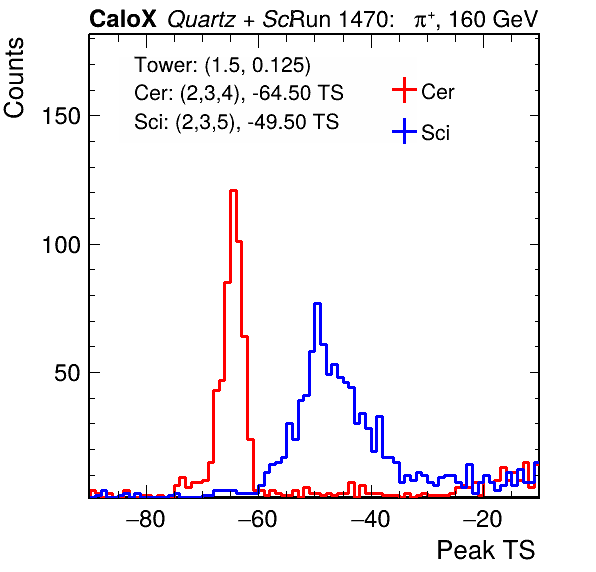 CaloX Quartz + ScRun 1470: π⁺, 160 GeV
Tower: (1.5, 0.125)
Cer: (2,3,4), -64.50 TS
Sci: (2,3,5), -49.50 TS
Cer
Sci
Counts
150
100
50
−80 −60 −40 −20
Peak TS